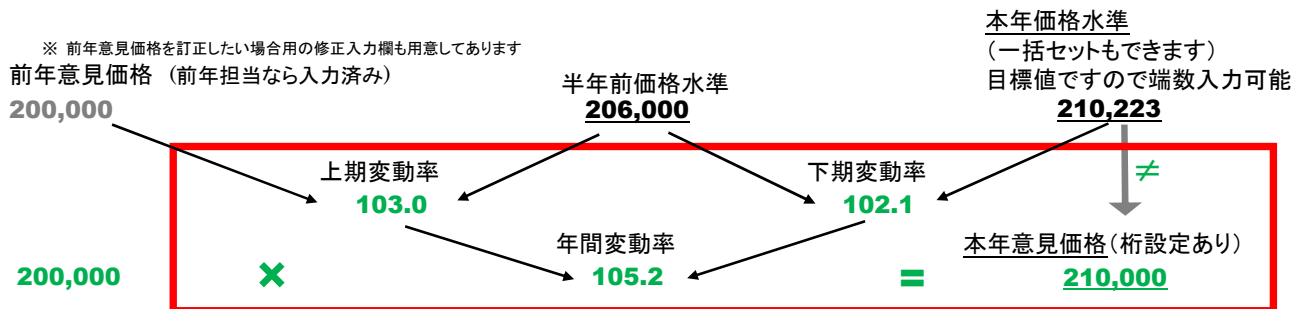 本年価格水準
※ 前年意見価格を訂正したい場合用の修正入力欄も用意してあります
(一括セットもできます)
前年意見価格 (前年担当なら入力済み)
半年前価格水準
目標値ですので端数入力可能
200,000
206,000
210,223
上期変動率
下期変動率
≠
103.0
102.1
年間変動率
本年意見価格(桁設定あり)
200,000
×
105.2
=
210,000